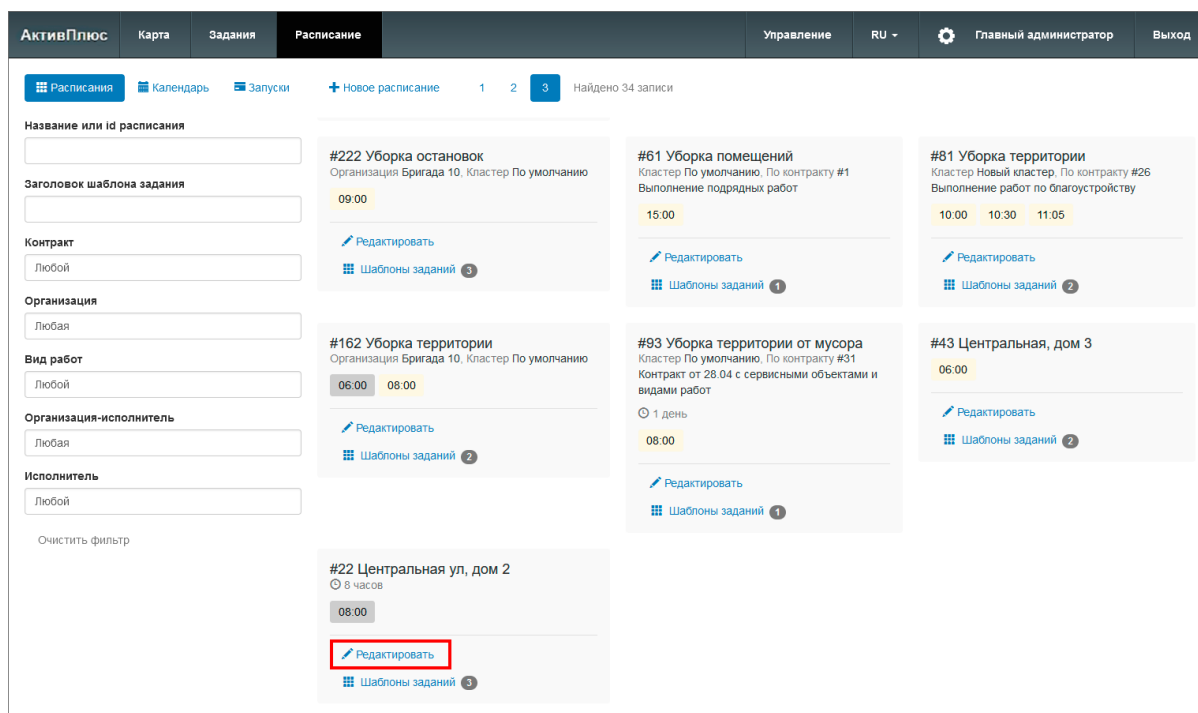 АктивПлюс Карта Задания Расписание Управление RU Главный администратор Выход
Расписания Календарь Запуски Новое расписание 1 2 3 Найдено 34 записи
Название или id расписания
Заголовок шаблона задания
Контракт
Любой
Организация
Любая
Вид работ
Любой
Организация-исполнитель
Любая
Исполнитель
Любой
Очистить фильтр
#222 Уборка остановок
Организация Бригада 10, Кластер По умолчанию
09:00
Редактировать
Шаблоны заданий 3
#61 Уборка помещений
Кластер По умолчанию, По контракту #1
Выполнение подрядных работ
15:00
Редактировать
Шаблоны заданий 1
#81 Уборка территории
Кластер Новый кластер, По контракту #26
Выполнение работ по благоустройству
10:00 10:30 11:05
Редактировать
Шаблоны заданий 2
#162 Уборка территории
Организация Бригада 10, Кластер По умолчанию
06:00 08:00
Редактировать
Шаблоны заданий 2
#93 Уборка территории от мусора
Кластер По умолчанию, По контракту #31
Контракт от 28.04 с сервисными объектами и
видами работ
1 день
08:00
Редактировать
Шаблоны заданий 1
#43 Центральная, дом 3
06:00
Редактировать
Шаблоны заданий 2
#22 Центральная ул, дом 2
8 часов
08:00
Редактировать
Шаблоны заданий 3